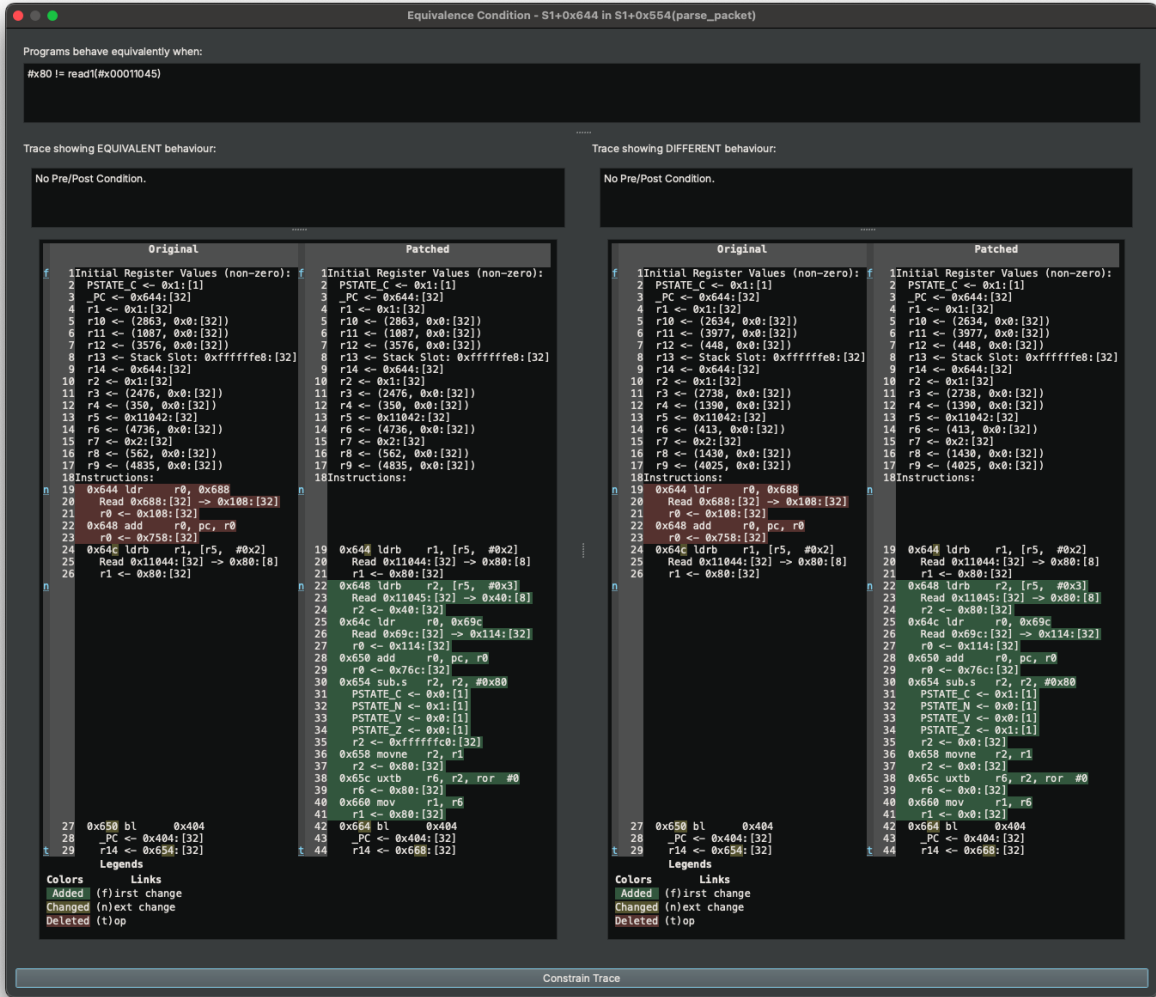 Equivalence Condition - S1+0x644 in S1+0x554(parse_packet)
Programs behave equivalently when:
#x80 != read1(#x00011045)
Trace showing EQUIVALENT behaviour:
No Pre/Post Condition.
Original Patched
f 1Initial Register Values (non-zero): f 1Initial Register Values (non-zero):
2 PSTATE_C <- 0x1:[1] 2 PSTATE_C <- 0x1:[1]
3 _PC <- 0x644:[32] 3 _PC <- 0x644:[32]
4 r1 <- 0x1:[32] 4 r1 <- 0x1:[32]
5 r10 <- (2863, 0x0:[32]) 5 r10 <- (2863, 0x0:[32])
6 r11 <- (1087, 0x0:[32]) 6 r11 <- (1087, 0x0:[32])
7 r12 <- (3576, 0x0:[32]) 7 r12 <- (3576, 0x0:[32])
8 r13 <- Stack Slot: 0xffffffe8:[32] 8 r13 <- Stack Slot: 0xffffffe8:[32]
9 r14 <- 0x644:[32] 9 r14 <- 0x644:[32]
10 r2 <- 0x1:[32] 10 r2 <- 0x1:[32]
11 r3 <- (2476, 0x0:[32]) 11 r3 <- (2476, 0x0:[32])
12 r4 <- (350, 0x0:[32]) 12 r4 <- (350, 0x0:[32])
13 r5 <- 0x11042:[32] 13 r5 <- 0x11042:[32]
14 r6 <- (4736, 0x0:[32]) 14 r6 <- (4736, 0x0:[32])
15 r7 <- 0x2:[32] 15 r7 <- 0x2:[32]
16 r8 <- (562, 0x0:[32]) 16 r8 <- (562, 0x0:[32])
17 r9 <- (4835, 0x0:[32]) 17 r9 <- (4835, 0x0:[32])
18Instructions: 18Instructions:
n 19 0x644 ldr r0, 0x688 n
20 Read 0x688:[32] -> 0x108:[32]
21 r0 <- 0x108:[32]
22 0x648 add r0, pc, r0
23 r0 <- 0x758:[32]
24 0x64c ldrb r1, [r5, #0x2] 19 0x644 ldrb r1, [r5, #0x2]
25 Read 0x11044:[32] -> 0x80:[8] 20 Read 0x11044:[32] -> 0x80:[8]
26 r1 <- 0x80:[32] 21 r1 <- 0x80:[32]
n n 22 0x648 ldrb r2, [r5, #0x3]
23 Read 0x11045:[32] -> 0x40:[8]
24 r2 <- 0x40:[32]
25 0x64c ldr r0, 0x69c
26 Read 0x69c:[32] -> 0x114:[32]
27 r0 <- 0x114:[32]
28 0x650 add r0, pc, r0
29 r0 <- 0x76c:[32]
30 0x654 sub.s r2, r2, #0x80
31 PSTATE_C <- 0x0:[1]
32 PSTATE_N <- 0x1:[1]
33 PSTATE_V <- 0x0:[1]
34 PSTATE_Z <- 0x0:[1]
35 r2 <- 0xffffffc0:[32]
36 0x658 movne r2, r1
37 r2 <- 0x80:[32]
38 0x65c uxtb r6, r2, ror #0
39 r6 <- 0x80:[32]
40 0x660 mov r1, r6
41 r1 <- 0x80:[32]
27 0x650 bl 0x404 42 0x664 bl 0x404
28 _PC <- 0x404:[32] 43 _PC <- 0x404:[32]
t 29 r14 <- 0x654:[32] t 44 r14 <- 0x668:[32]
Legends
Colors Links
Added (f)irst change
Changed (n)ext change
Deleted (t)op
Trace showing DIFFERENT behaviour:
No Pre/Post Condition.
Original Patched
f 1Initial Register Values (non-zero): f 1Initial Register Values (non-zero):
2 PSTATE_C <- 0x1:[1] 2 PSTATE_C <- 0x1:[1]
3 _PC <- 0x644:[32] 3 _PC <- 0x644:[32]
4 r1 <- 0x1:[32] 4 r1 <- 0x1:[32]
5 r10 <- (2634, 0x0:[32]) 5 r10 <- (2634, 0x0:[32])
6 r11 <- (3977, 0x0:[32]) 6 r11 <- (3977, 0x0:[32])
7 r12 <- (448, 0x0:[32]) 7 r12 <- (448, 0x0:[32])
8 r13 <- Stack Slot: 0xffffffe8:[32] 8 r13 <- Stack Slot: 0xffffffe8:[32]
9 r14 <- 0x644:[32] 9 r14 <- 0x644:[32]
10 r2 <- 0x1:[32] 10 r2 <- 0x1:[32]
11 r3 <- (2738, 0x0:[32]) 11 r3 <- (2738, 0x0:[32])
12 r4 <- (1390, 0x0:[32]) 12 r4 <- (1390, 0x0:[32])
13 r5 <- 0x11042:[32] 13 r5 <- 0x11042:[32]
14 r6 <- (413, 0x0:[32]) 14 r6 <- (413, 0x0:[32])
15 r7 <- 0x2:[32] 15 r7 <- 0x2:[32]
16 r8 <- (1430, 0x0:[32]) 16 r8 <- (1430, 0x0:[32])
17 r9 <- (4025, 0x0:[32]) 17 r9 <- (4025, 0x0:[32])
18Instructions: 18Instructions:
n 19 0x644 ldr r0, 0x688 n
20 Read 0x688:[32] -> 0x108:[32]
21 r0 <- 0x108:[32]
22 0x648 add r0, pc, r0
23 r0 <- 0x758:[32]
24 0x64c ldrb r1, [r5, #0x2] 19 0x644 ldrb r1, [r5, #0x2]
25 Read 0x11044:[32] -> 0x80:[8] 20 Read 0x11044:[32] -> 0x80:[8]
26 r1 <- 0x80:[32] 21 r1 <- 0x80:[32]
n n 22 0x648 ldrb r2, [r5, #0x3]
23 Read 0x11045:[32] -> 0x80:[8]
24 r2 <- 0x80:[32]
25 0x64c ldr r0, 0x69c
26 Read 0x69c:[32] -> 0x114:[32]
27 r0 <- 0x114:[32]
28 0x650 add r0, pc, r0
29 r0 <- 0x76c:[32]
30 0x654 sub.s r2, r2, #0x80
31 PSTATE_C <- 0x1:[1]
32 PSTATE_N <- 0x0:[1]
33 PSTATE_V <- 0x0:[1]
34 PSTATE_Z <- 0x1:[1]
35 r2 <- 0x0:[32]
36 0x658 movne r2, r1
37 r2 <- 0x0:[32]
38 0x65c uxtb r6, r2, ror #0
39 r6 <- 0x0:[32]
40 0x660 mov r1, r6
41 r1 <- 0x0:[32]
27 0x650 bl 0x404 42 0x664 bl 0x404
28 _PC <- 0x404:[32] 43 _PC <- 0x404:[32]
t 29 r14 <- 0x654:[32] t 44 r14 <- 0x668:[32]
Legends
Colors Links
Added (f)irst change
Changed (n)ext change
Deleted (t)op
Constrain Trace